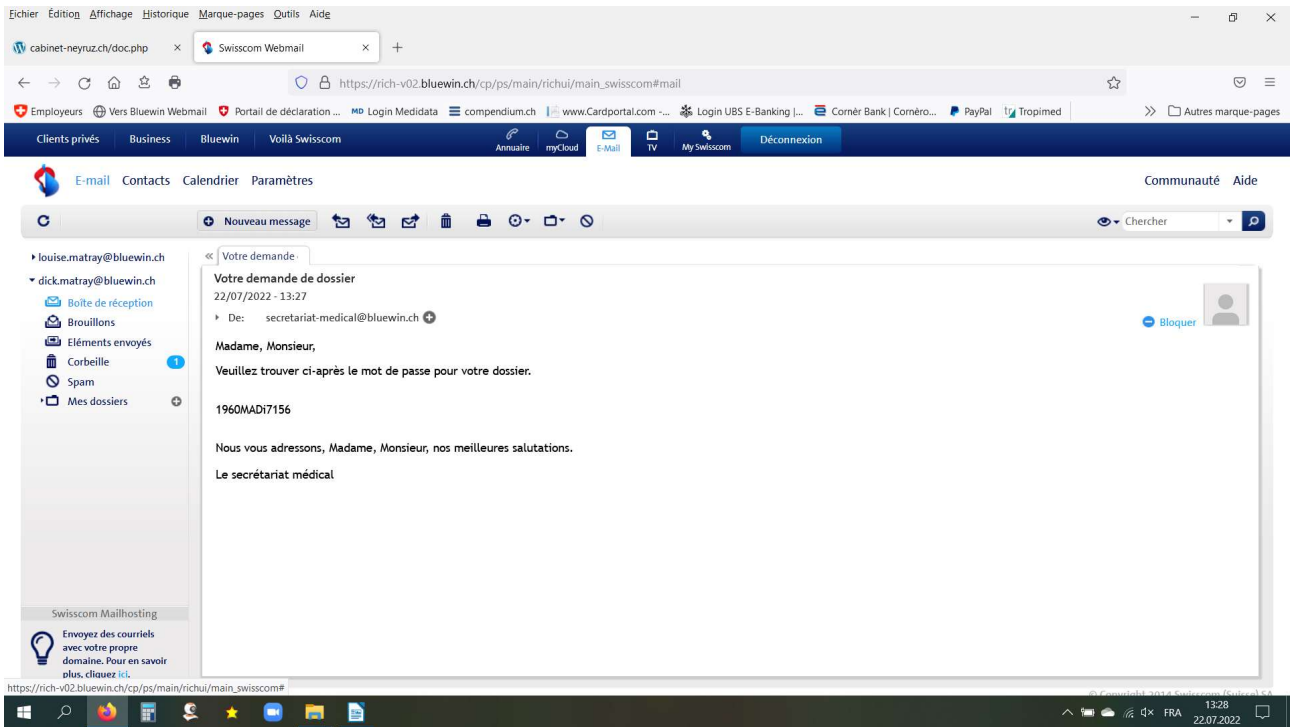 Fichier Édition Affichage Historique Marque-pages Outils Aide
cabinet-neyruz.ch/doc.php
Swisscom Webmail
https://rich-v02.bluewin.ch/cp/ps/main/richui/main_swisscom#mail
Employeurs Vers Bluewin Webmail Portail de déclaration ... MD Login Medidata compendium.ch www.Cardportal.com -... Login UBS E-Banking |... Cornèr Bank | Cornèro... PayPal Tropimed Autres marque-pages
Clients privés Business Bluewin Voilà Swisscom Annuaire myCloud E-Mail TV My Swisscom Déconnexion
E-mail Contacts Calendrier Paramètres Communauté Aide
Nouveau message Chercher
louise.matray@bluewin.ch
dick.matray@bluewin.ch
Boîte de réception
Brouillons
Eléments envoyés
Corbeille 1
Spam
Mes dossiers
Votre demande
Votre demande de dossier
22/07/2022 - 13:27
De: secretariat-medical@bluewin.ch
Bloquer
Madame, Monsieur,
Veuillez trouver ci-après le mot de passe pour votre dossier.
1960MADi7156
Nous vous adressons, Madame, Monsieur, nos meilleures salutations.
Le secrétariat médical
Swisscom Mailhosting
Envoyez des courriels
avec votre propre
domaine. Pour en savoir
plus, cliquez ici.
https://rich-v02.bluewin.ch/cp/ps/main/richui/main_swisscom#
© Copyright 2014 Swisscom (Suisse) SA
FRA
13:28
22.07.2022